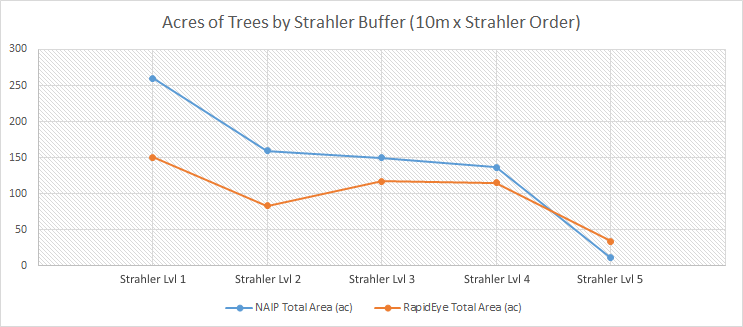 Acres of Trees by Strahler Buffer (10m x Strahler Order)
300
250
200
150
100
50
0
Strahler Lvl 1 Strahler Lvl 2 Strahler Lvl 3 Strahler Lvl 4 Strahler Lvl 5
NAIP Total Area (ac) RapidEye Total Area (ac)